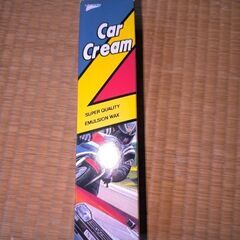 Car
Cream
SUPER QUALITY
EMULSION WAX